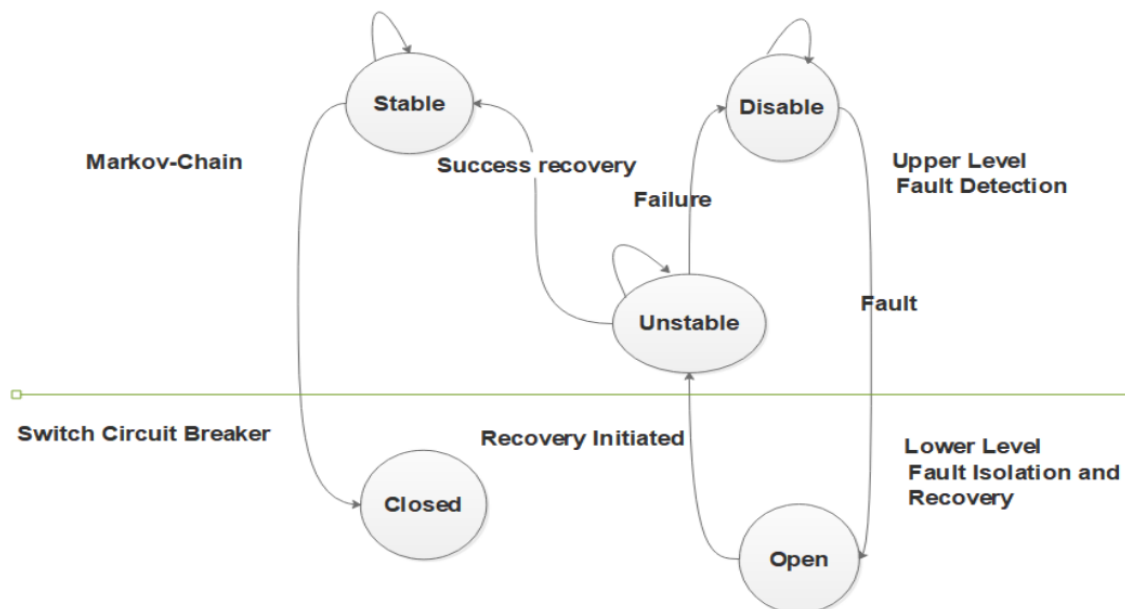 Stable
Disable
Markov-Chain
Success recovery
Upper Level
Fault Detection
Failure
Unstable
Fault
Switch Circuit Breaker
Recovery Initiated
Lower Level
Fault Isolation and
Recovery
Closed
Open